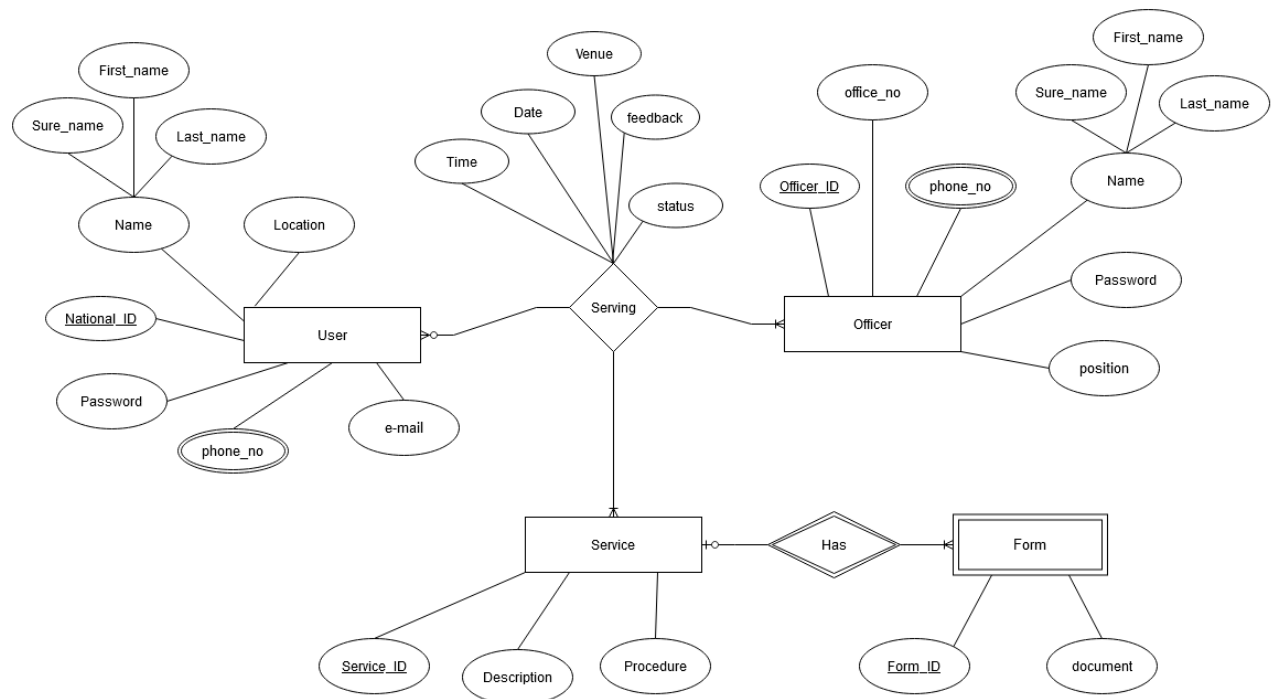 First_name
Sure_name
Last_name
Name
Location
National_ID
User
Password
phone_no
e-mail
Venue
Date
feedback
Time
status
Serving
office_no
Officer_ID
phone_no
First_name
Sure_name
Last_name
Name
Password
Officer
position
Service
Has
Form
Service_ID
Description
Procedure
Form_ID
document